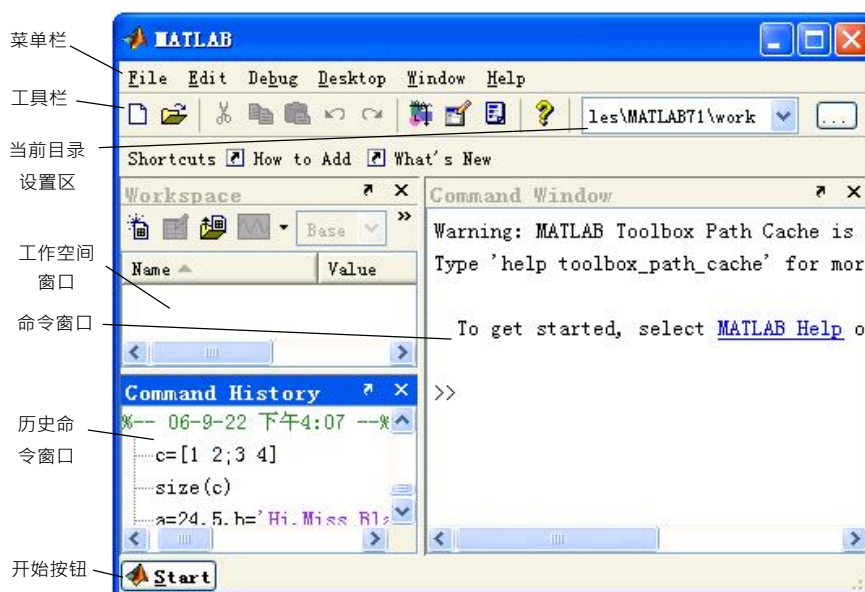 菜单栏
工具栏
当前目录
设置区
工作空间
窗口
命令窗口
历史命
令窗口
开始按钮
MATLAB
File Edit Debug Desktop Window Help
les\MATLAB71\work
...
Shortcuts How to Add What's New
Workspace
Base
Name Value
Command History
%-- 06-9-22 下午4:07 --%
c=[1 2;3 4]
size(c)
a=24.5,b='Hi,Miss
Command Window
Warning: MATLAB Toolbox Path Cache is
Type 'help toolbox_path_cache' for mor
To get started, select MATLAB Help o
>>
Start